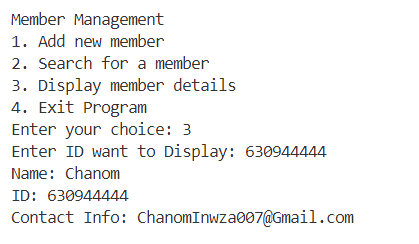 Member Management
1. Add new member
2. Search for a member
3. Display member details
4. Exit Program
Enter your choice: 3
Enter ID want to Display: 630944444
Name: Chanom
ID: 630944444
Contact Info: ChanomInwza007@Gmail.com